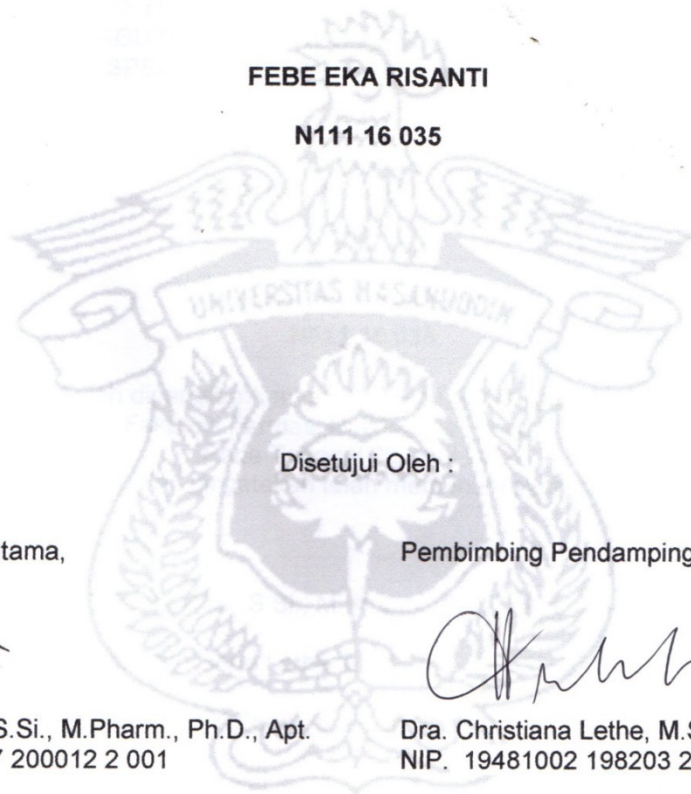 FEBE EKA RISANTI
N111 16 035
UNIVERSITAS HASANUDDIN
Disetujui Oleh :
tama,
Pembimbing Pendamping
S.Si., M.Pharm., Ph.D., Apt.
200012 2 001
Dra. Christiana Lethe, M.S
NIP. 19481002 198203 2